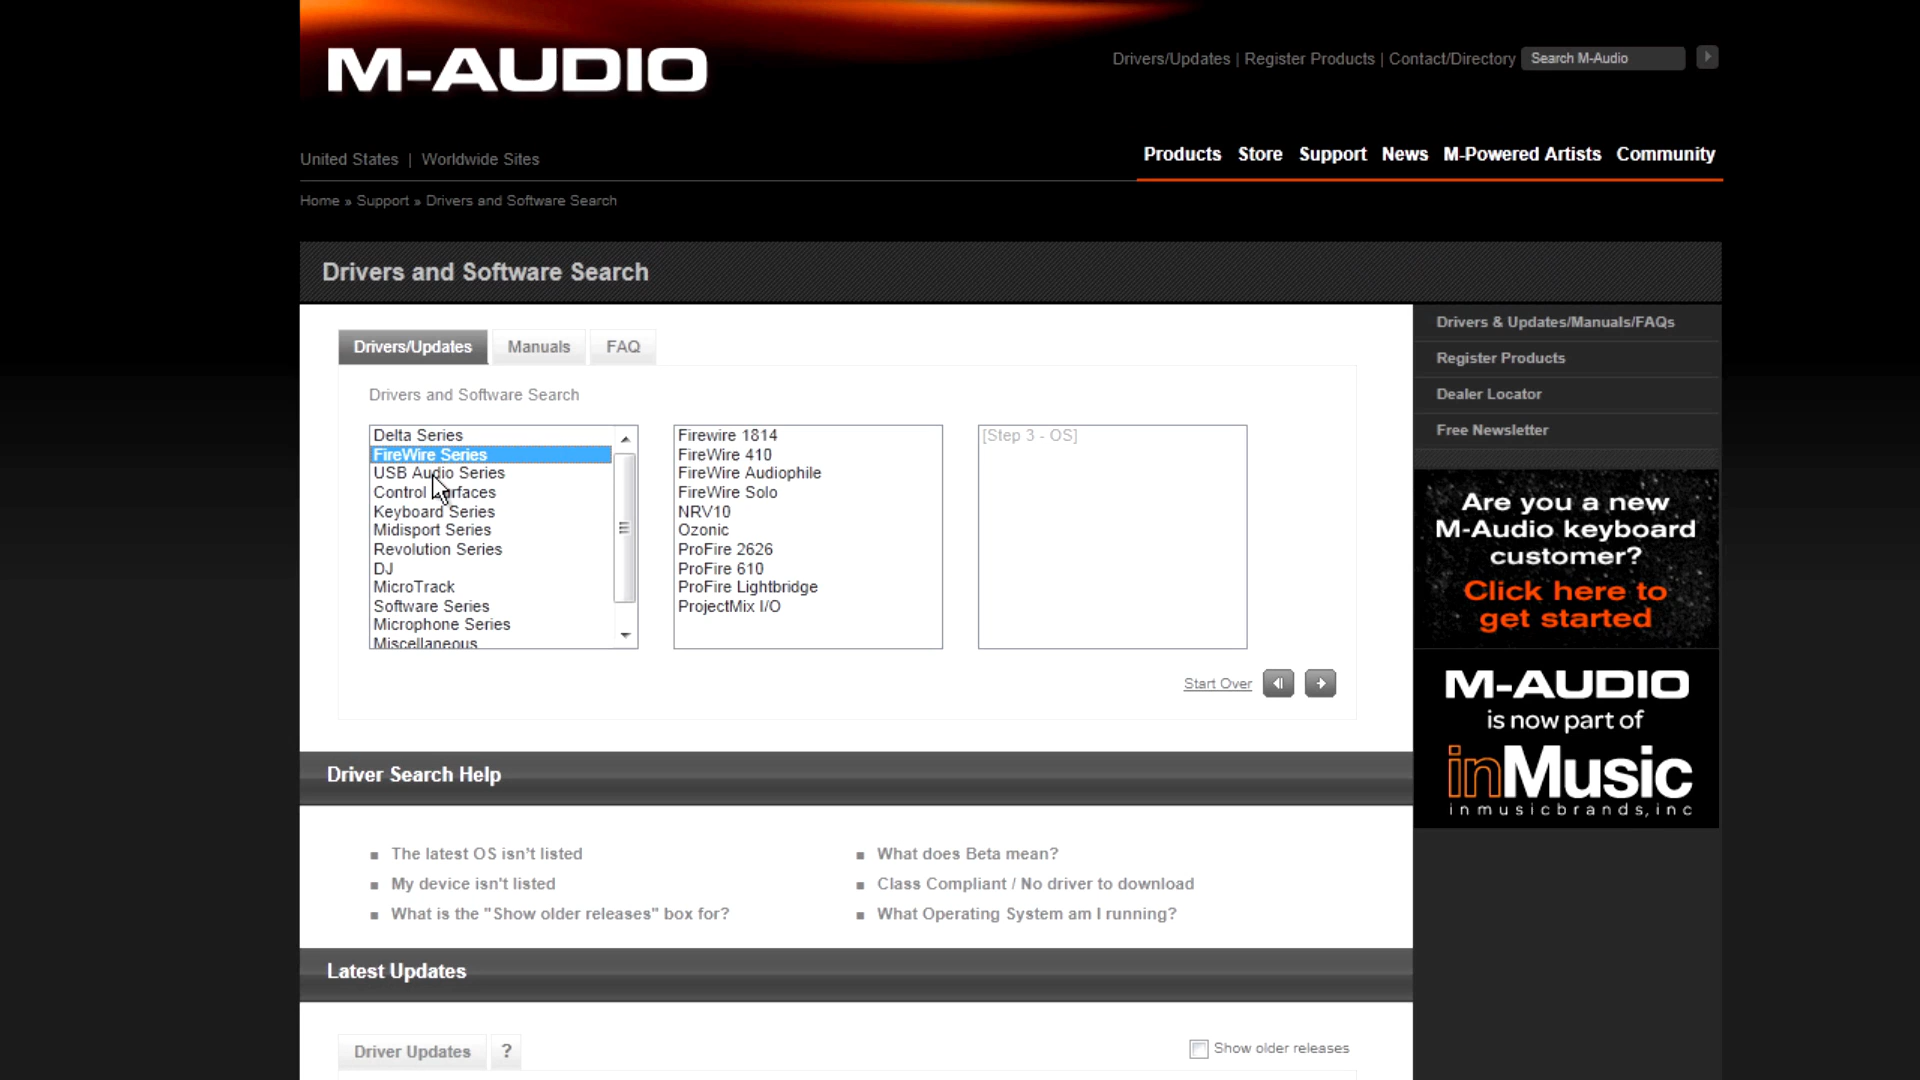 M-AUDIO
Drivers/Updates | Register Products | Contact/Directory
Search M-Audio
United States | Worldwide Sites
Products Store Support News M-Powered Artists Community
Home » Support » Drivers and Software Search
Drivers and Software Search
Drivers/Updates
Manuals
FAQ
Drivers and Software Search
Delta Series
FireWire Series
USB Audio Series
Control
Keyboard Series
Midisport Series
Revolution Series
DJ
MicroTrack
Software Series
Microphone Series
Miscellaneous
Firewire 1814
FireWire 410
FireWire Audiophile
FireWire Solo
NRV10
Ozonic
ProFire 2626
ProFire 610
ProFire Lightbridge
ProjectMix I/O
[Step 3 - OS]
Start Over
Drivers & Updates/Manuals/FAQs
Register Products
Dealer Locator
Free Newsletter
Are you a new
M-Audio keyboard
customer?
Click here to
get started
M-AUDIO
is now part of
inMusic
inmusicbrands,inc
Driver Search Help
The latest OS isn't listed
My device isn't listed
What is the "Show older releases" box for?
What does Beta mean?
Class Compliant / No driver to download
What Operating System am I running?
Latest Updates
Driver Updates
?
Show older releases